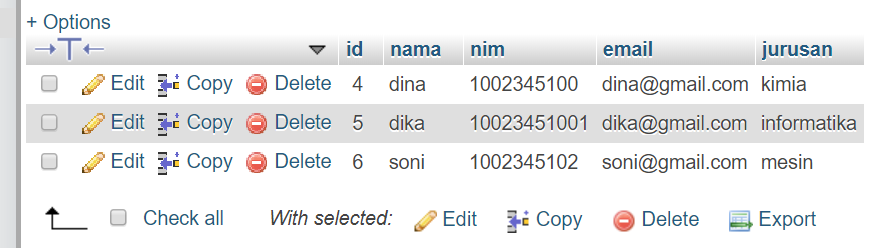 + Options
id nama nim email jurusan
Edit Copy Delete 4 dina 1002345100 dina@gmail.com kimia
Edit Copy Delete 5 dika 10023451001 dika@gmail.com informatika
Edit Copy Delete 6 soni 1002345102 soni@gmail.com mesin
Check all With selected: Edit Copy Delete Export